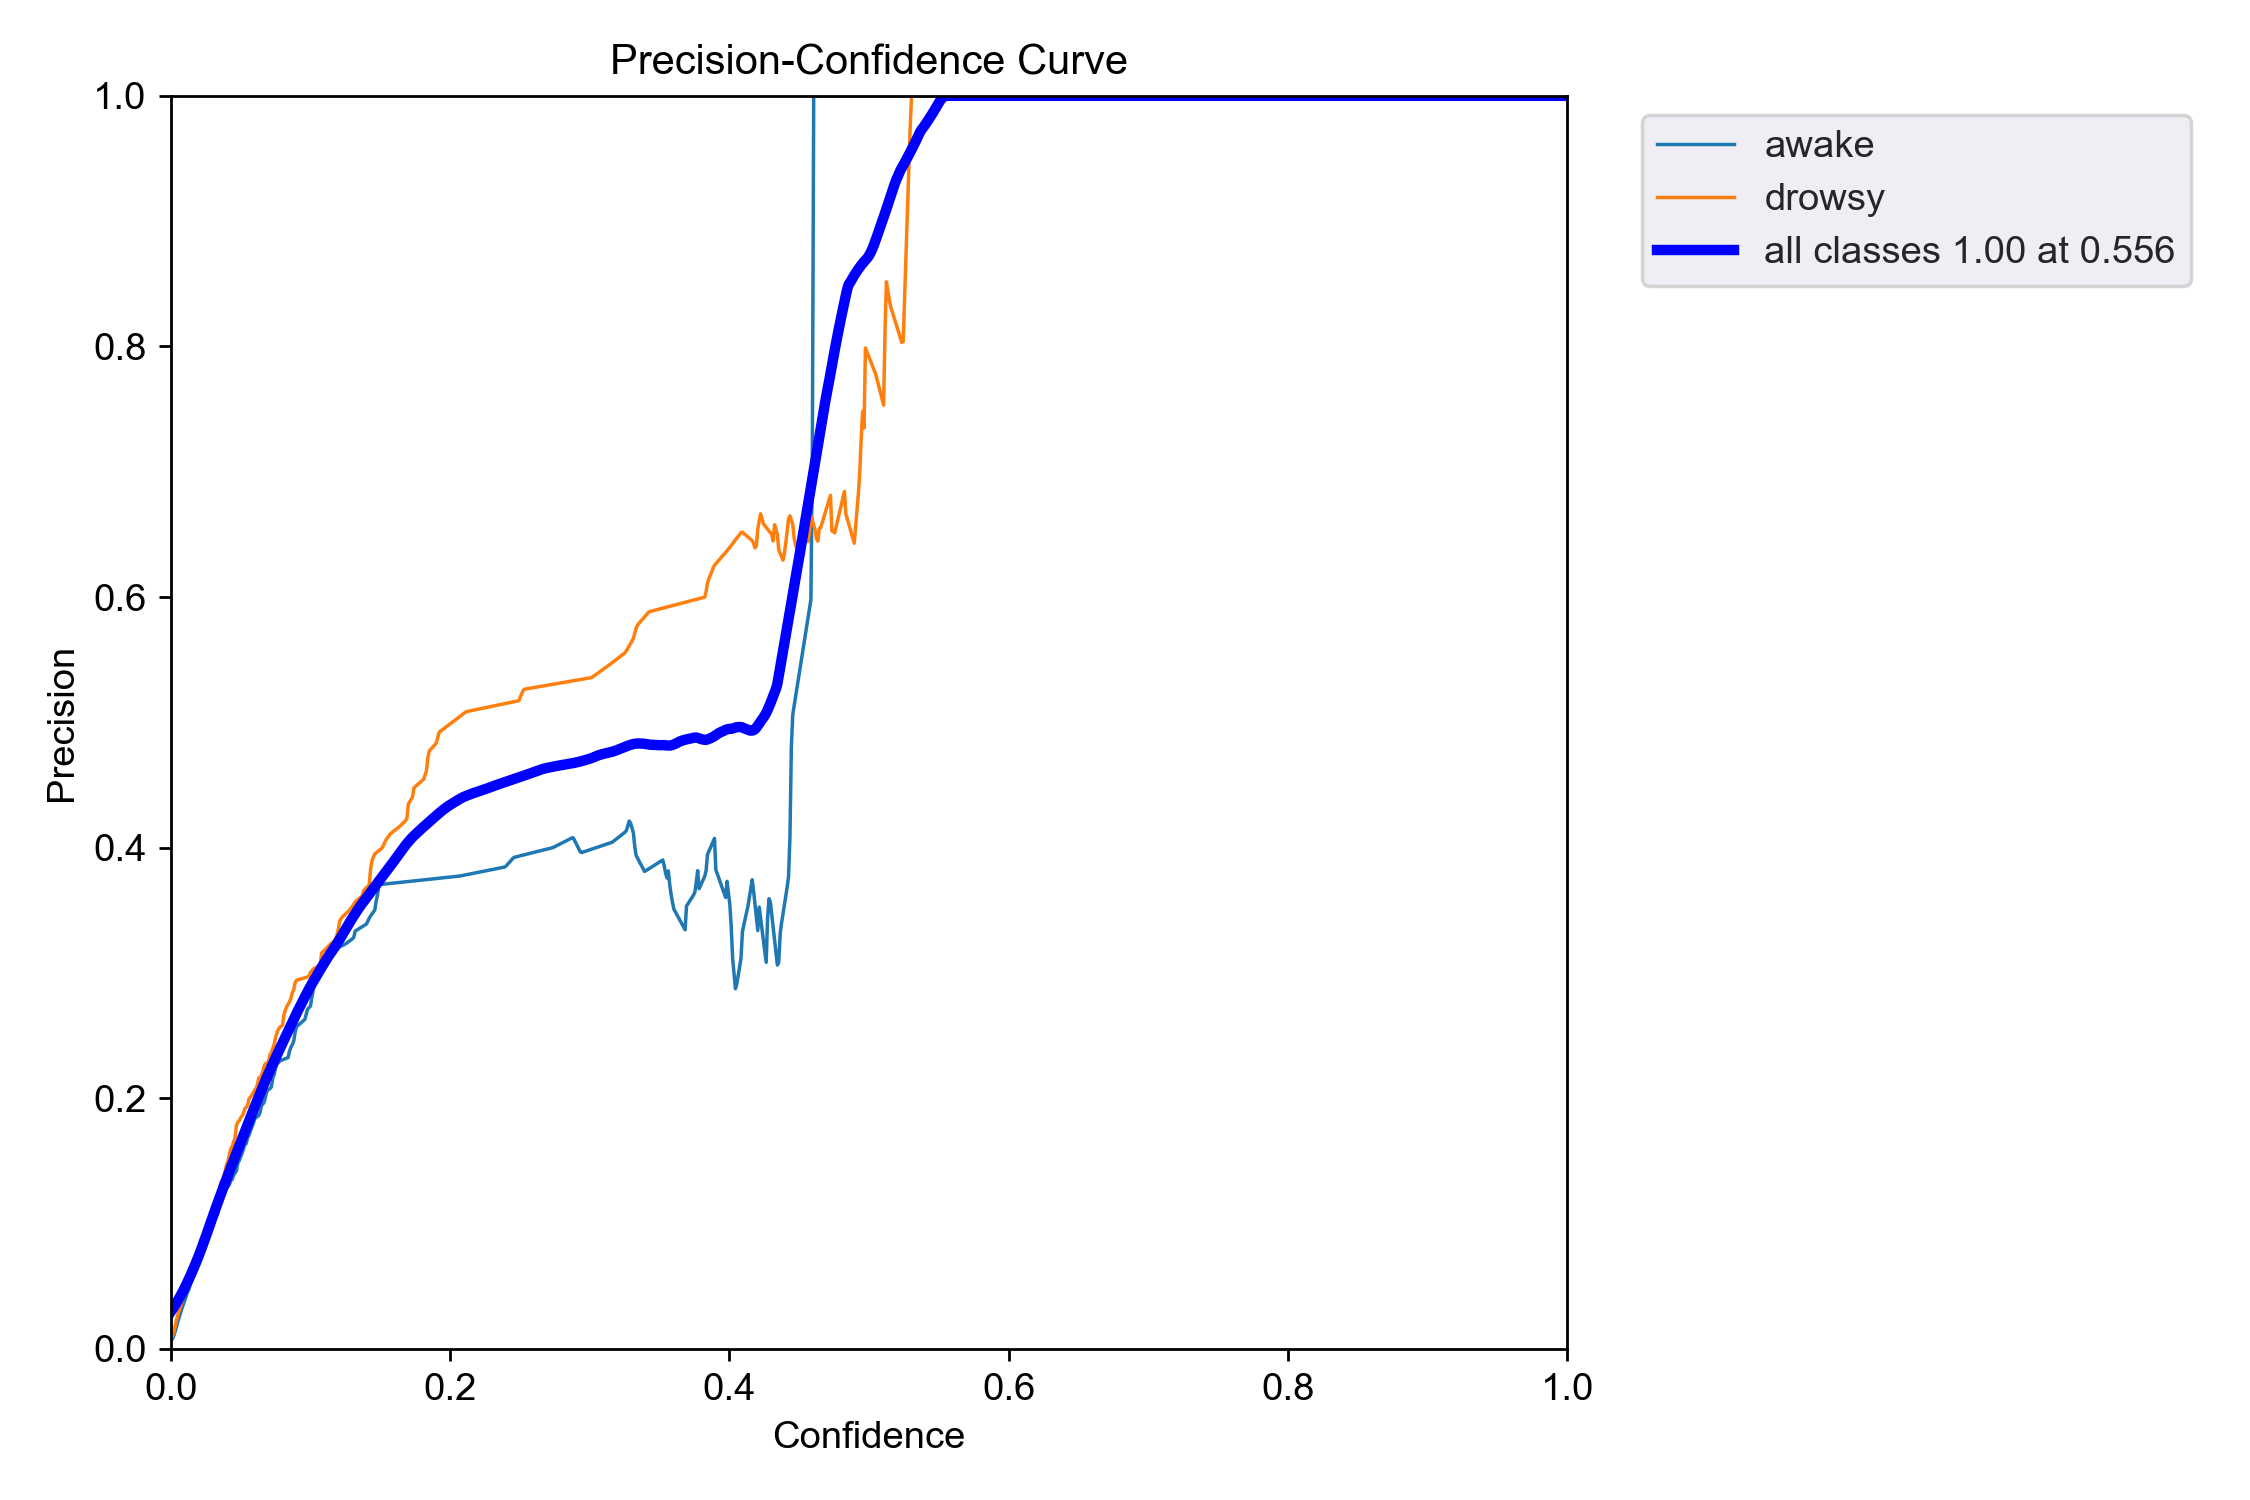 Precision-Confidence Curve
1.0
0.8
0.6
0.4
0.2
0.0
Precision
0.0 0.2 0.4 0.6 0.8 1.0
Confidence
awake
drowsy
all classes 1.00 at 0.556